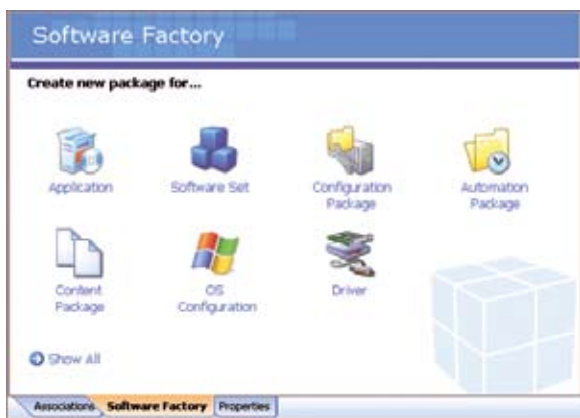 Software Factory
Create new package for...
Application
Software Set
Configuration
Package
Automation
Package
Content
Package
OS
Configuration
Driver
Show All
Associations
Software Factory
Properties